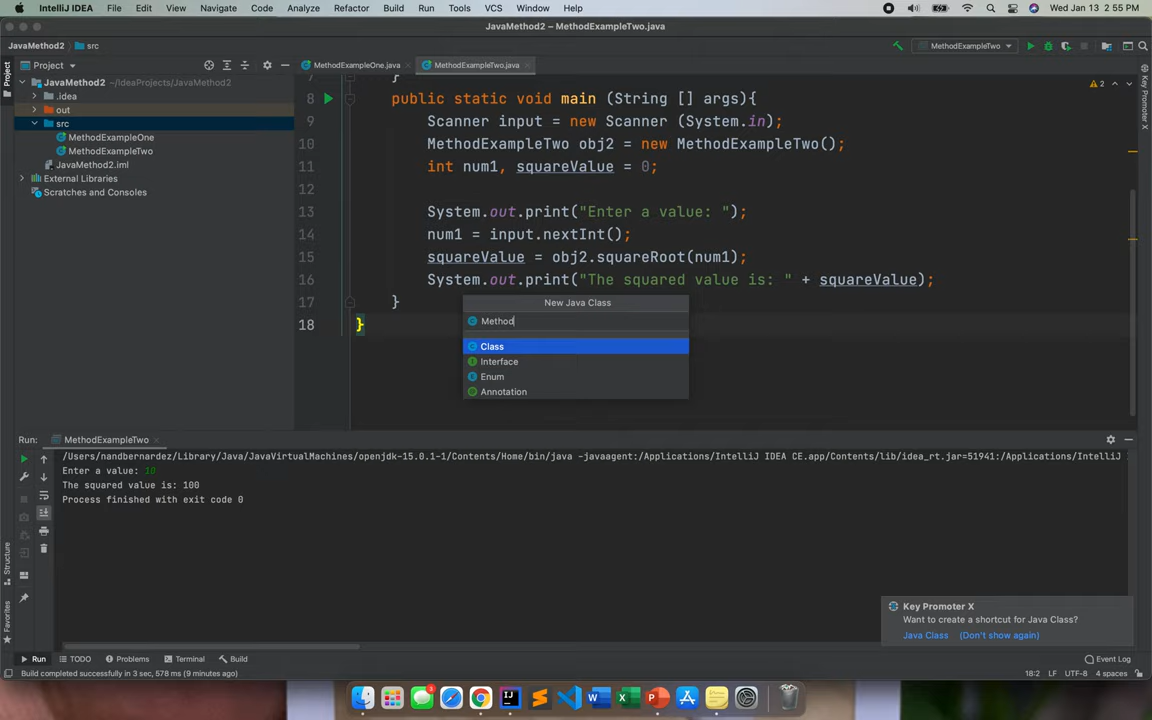 IntelliJ IDEA File Edit View Navigate Code Analyze Refactor Build Run Tools VCS Window Help Wed Jan 13 2:55 PM
JavaMethod2 – MethodExampleTwo.java
JavaMethod2 src MethodExampleTwo
Project
MethodExampleOne.java MethodExampleTwo.java
JavaMethod2 ~/IdeaProjects/JavaMethod2
.idea
out
src
MethodExampleOne
MethodExampleTwo
JavaMethod2.iml
External Libraries
Scratches and Consoles
Project
Structure
Favorites
Key Promoter X
2
7 }
8 public static void main (String [] args){
9 Scanner input = new Scanner (System.in);
10 MethodExampleTwo obj2 = new MethodExampleTwo();
11 int num1, squareValue = 0;
12
13 System.out.print("Enter a value: ");
14 num1 = input.nextInt();
15 squareValue = obj2.squareRoot(num1);
16 System.out.print("The squared value is: " + squareValue);
17 }
18 }
New Java Class
Method
Class
Interface
Enum
Annotation
Run: MethodExampleTwo
/Users/nandbernardez/Library/Java/JavaVirtualMachines/openjdk-15.0.1-1/Contents/Home/bin/java -javaagent:/Applications/IntelliJ IDEA CE.app/Contents/lib/idea_rt.jar=51941:/Applications/IntelliJ
Enter a value: 10
The squared value is: 100
Process finished with exit code 0
Key Promoter X
Want to create a shortcut for Java Class?
Java Class (Don't show again)
Run TODO Problems Terminal Build Event Log
Build completed successfully in 3 sec, 578 ms (9 minutes ago) 18:2 LF UTF-8 4 spaces